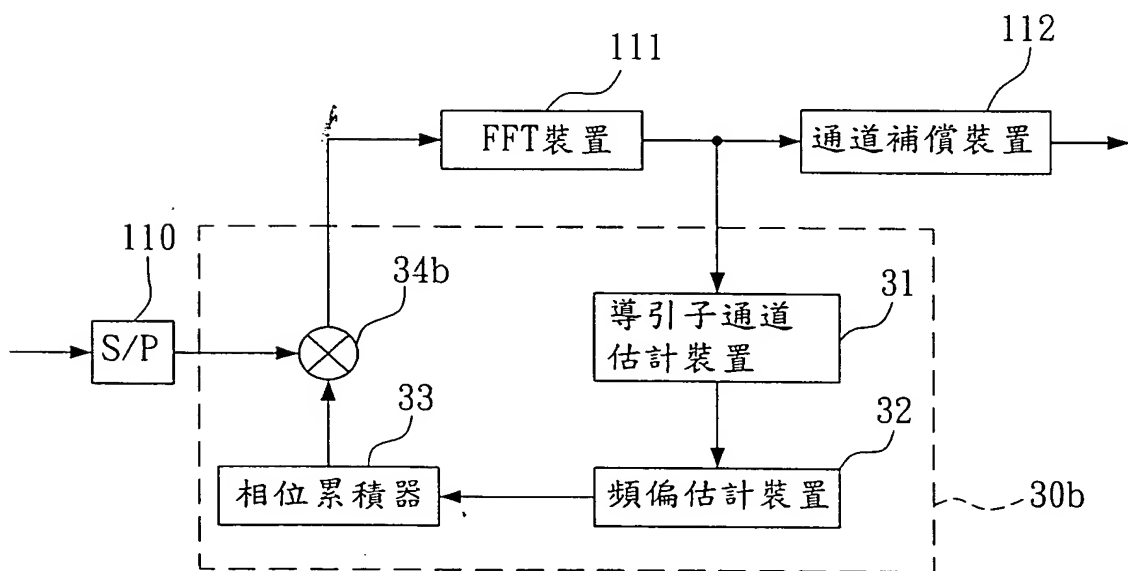 111
112
FFT裝置
通道補償裝置
110
34b
31
S/P
導引子通道
估計裝置
33
32
相位累積器
頻偏估計裝置
30b